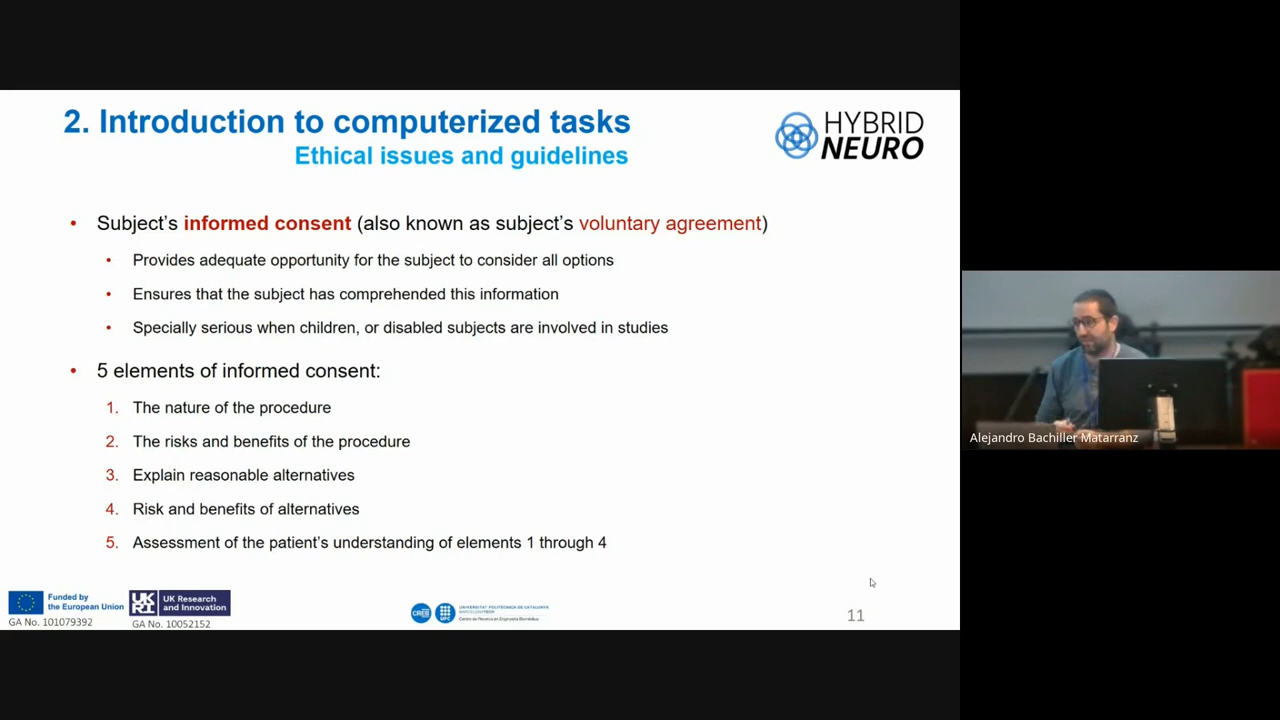 2. Introduction to computerized tasks
Ethical issues and guidelines
HYBRID
NEURO
• Subject's informed consent (also known as subject's voluntary agreement)
• Provides adequate opportunity for the subject to consider all options
• Ensures that the subject has comprehended this information
• Specially serious when children, or disabled subjects are involved in studies
• 5 elements of informed consent:
1. The nature of the procedure
2. The risks and benefits of the procedure
3. Explain reasonable alternatives
4. Risk and benefits of alternatives
5. Assessment of the patient's understanding of elements 1 through 4
Funded by
the European Union
GA No. 101079392
UK
RI
UK Research
and Innovation
GA No. 10052152
CREB
UPC
UNIVERSITAT POLITÈCNICA DE CATALUNYA
BARCELONATECH
Centre de Recerca en Enginyeria Biomèdica
11
Alejandro Bachiller Matarranz